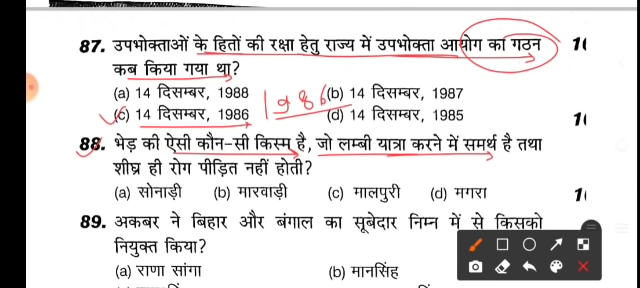 87. उपभोक्ताओं के हितों की रक्षा हेतु राज्य में उपभोक्ता आयोग का गठन
कब किया गया था?
(a) 14 दिसम्बर, 1988 (b) 14 दिसम्बर, 1987
(c) 14 दिसम्बर, 1986 (d) 14 दिसम्बर, 1985
1986
88. भेड़ की ऐसी कौन-सी किस्म है, जो लम्बी यात्रा करने में समर्थ है तथा
शीघ्र ही रोग पीड़ित नहीं होती?
(a) सोनाड़ी (b) मारवाड़ी (c) मालपुरी (d) मगरा
89. अकबर ने बिहार और बंगाल का सूबेदार निम्न में से किसको
नियुक्त किया?
(a) राणा सांगा (b) मानसिंह